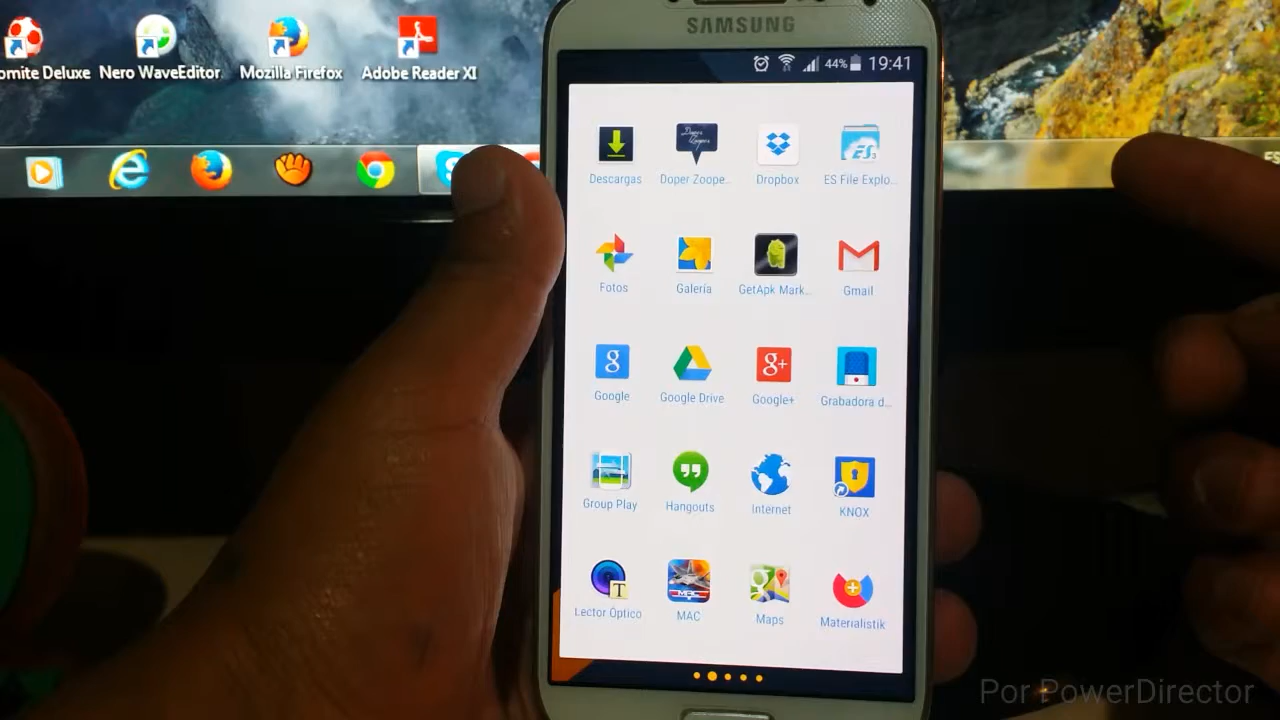 omite Deluxe
Nero WaveEditor
Mozilla Firefox
Adobe Reader XI
SAMSUNG
44% 19:41
Descargas
Doper Zoope..
Dropbox
ES File Explo...
Fotos
Galería
GetApk Mark...
Gmail
Google
Google Drive
Google+
Grabadora d...
Group Play
Hangouts
Internet
KNOX
Lector Óptico
MAC
Maps
Materialistik
Por PowerDirector